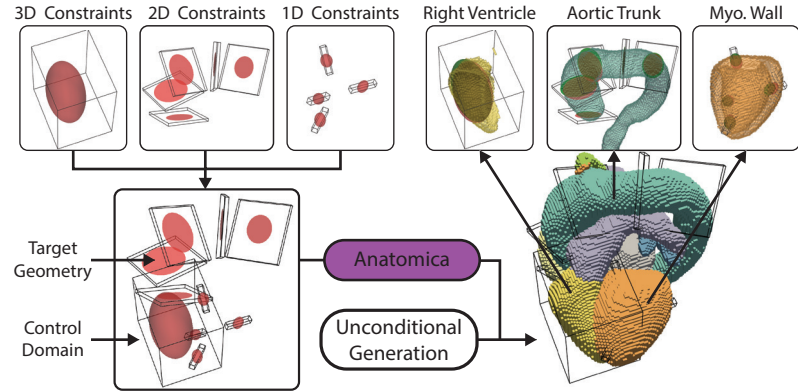 3D Constraints
2D Constraints
1D Constraints
Right Ventricle
Aortic Trunk
Myo. Wall
Target
Geometry
Control
Domain
Anatomica
Unconditional
Generation